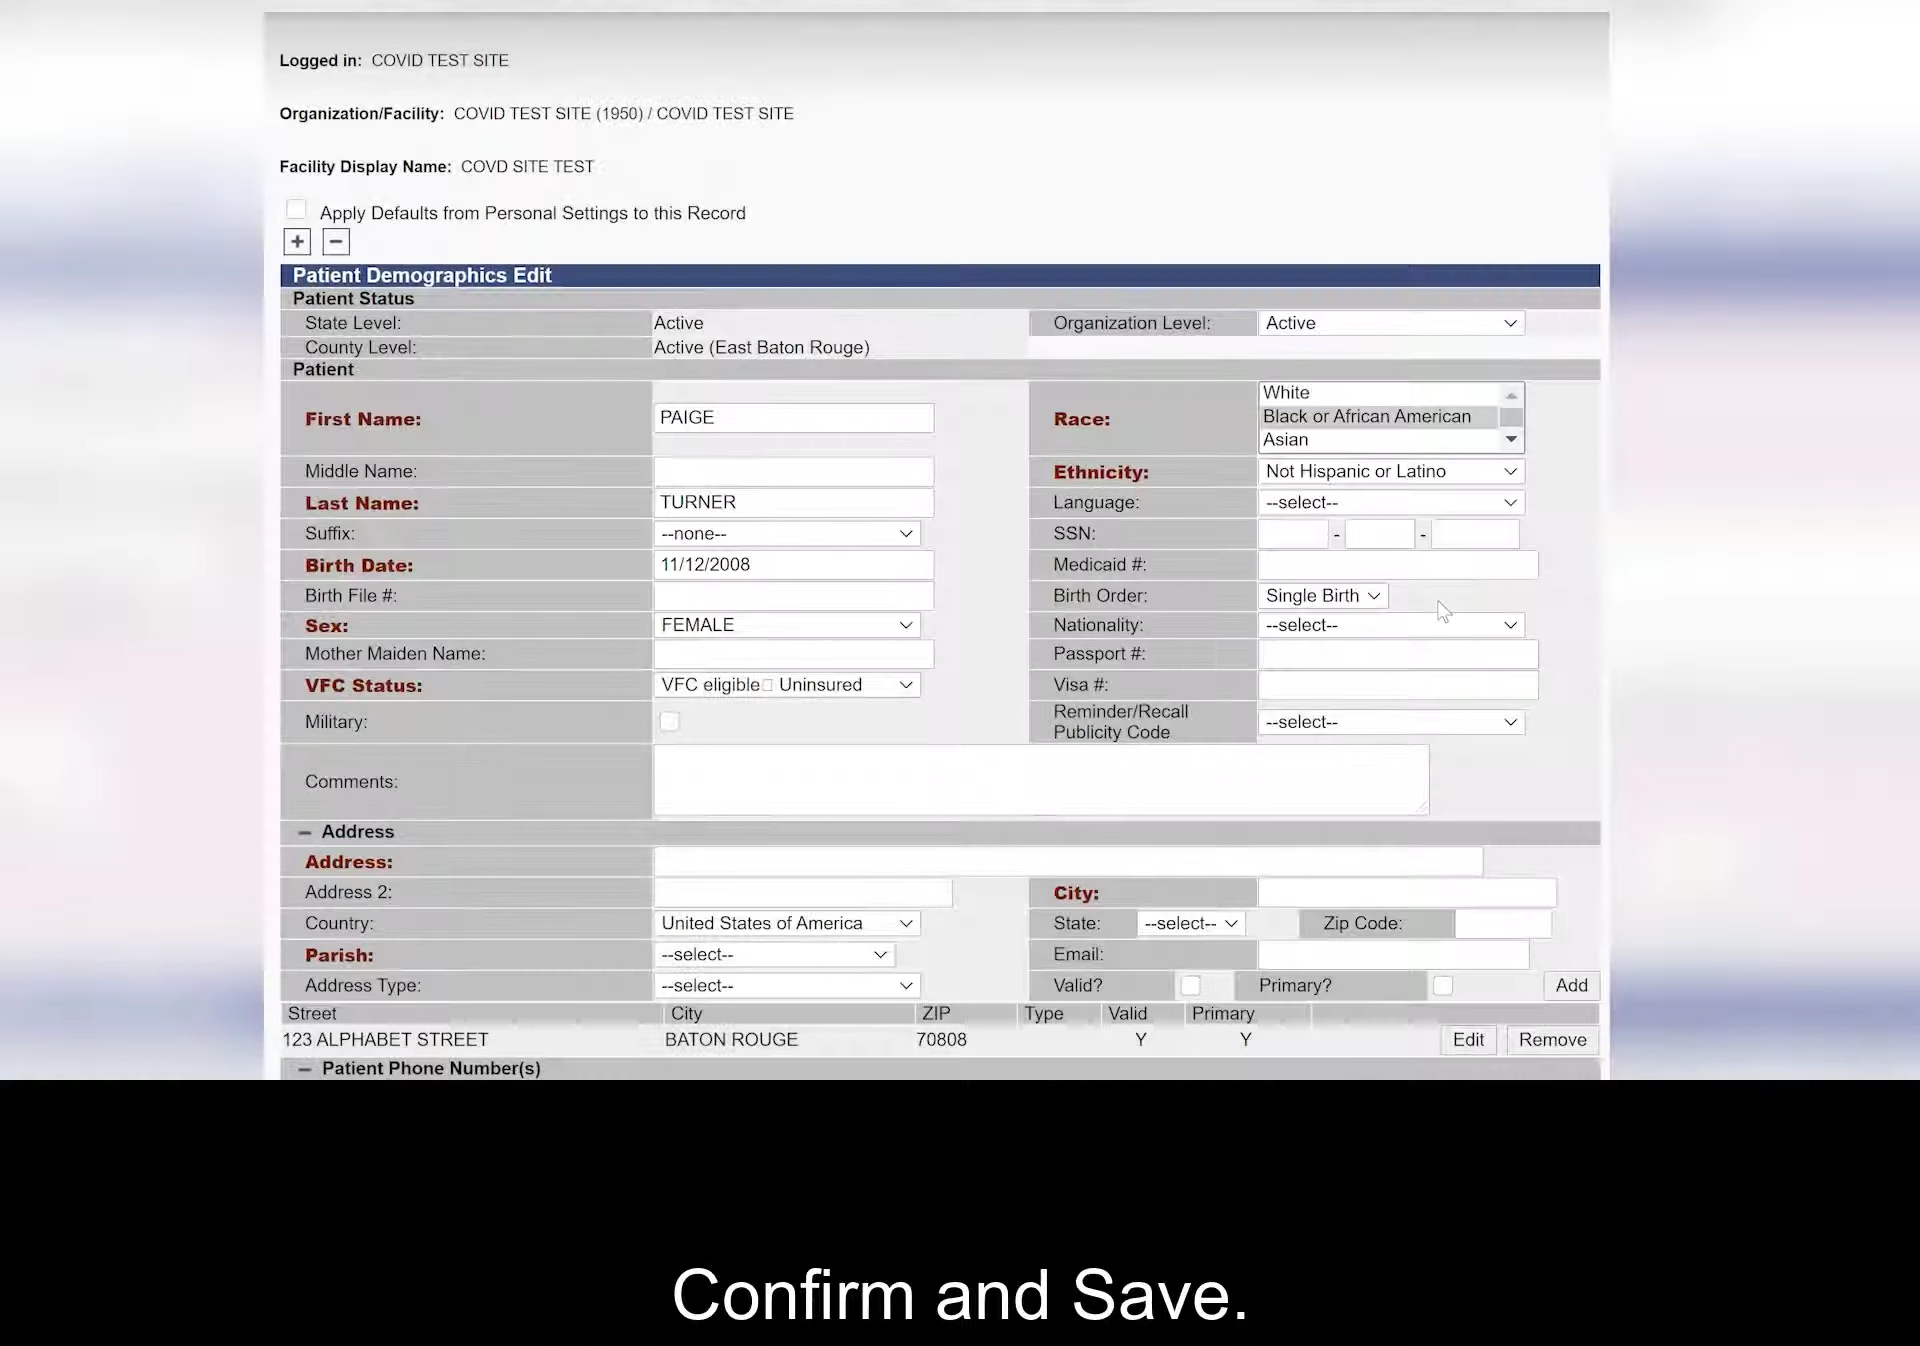 Logged in: COVID TEST SITE
Organization/Facility: COVID TEST SITE (1950) / COVID TEST SITE
Facility Display Name: COVD SITE TEST
Apply Defaults from Personal Settings to this Record
+ −
Patient Demographics Edit
Patient Status
State Level: Active Organization Level: Active
County Level: Active (East Baton Rouge)
Patient
White
First Name: PAIGE Race: Black or African American
Asian
Middle Name: Ethnicity: Not Hispanic or Latino
Last Name: TURNER Language: --select--
Suffix: --none-- SSN: - -
Birth Date: 11/12/2008 Medicaid #:
Birth File #: Birth Order: Single Birth
Sex: FEMALE Nationality: --select--
Mother Maiden Name: Passport #:
VFC Status: VFC eligible Uninsured Visa #:
Military: Reminder/Recall Publicity Code --select--
Comments:
− Address
Address:
Address 2: City:
Country: United States of America State: --select-- Zip Code:
Parish: --select-- Email:
Address Type: --select-- Valid? Primary? Add
Street City ZIP Type Valid Primary
123 ALPHABET STREET BATON ROUGE 70808 Y Y Edit Remove
− Patient Phone Number(s)
Confirm and Save.